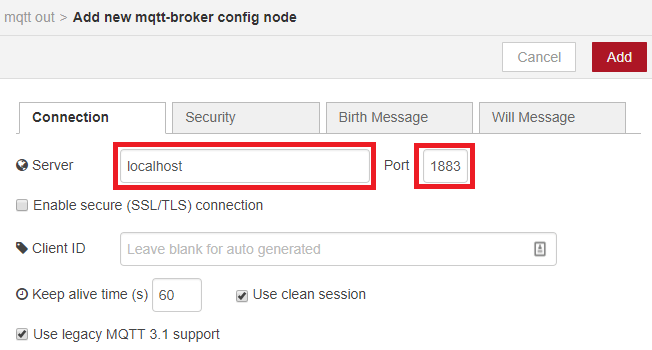 mqtt out > Add new mqtt-broker config node
Cancel Add
Connection Security Birth Message Will Message
Server localhost Port 1883
Enable secure (SSL/TLS) connection
Client ID Leave blank for auto generated
Keep alive time (s) 60 Use clean session
Use legacy MQTT 3.1 support